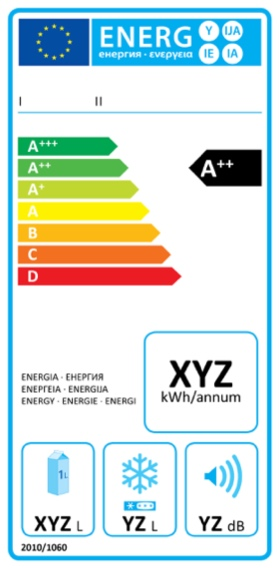 ENERG Y IJA
енергия · ενεργεια IE IA
I II
A+++
A++ A++
A+
A
B
C
D
XYZ
kWh/annum
ENERGIA · ЕНЕРГИЯ
ΕΝΕΡΓΕΙΑ · ENERGIJA
ENERGY · ENERGIE · ENERGI
1L
XYZ L YZ L YZ dB
2010/1060